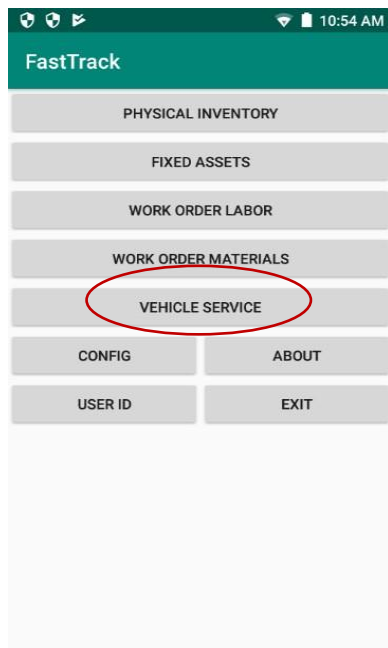 10:54 AM
FastTrack
PHYSICAL INVENTORY
FIXED ASSETS
WORK ORDER LABOR
WORK ORDER MATERIALS
VEHICLE SERVICE
CONFIG ABOUT
USER ID EXIT